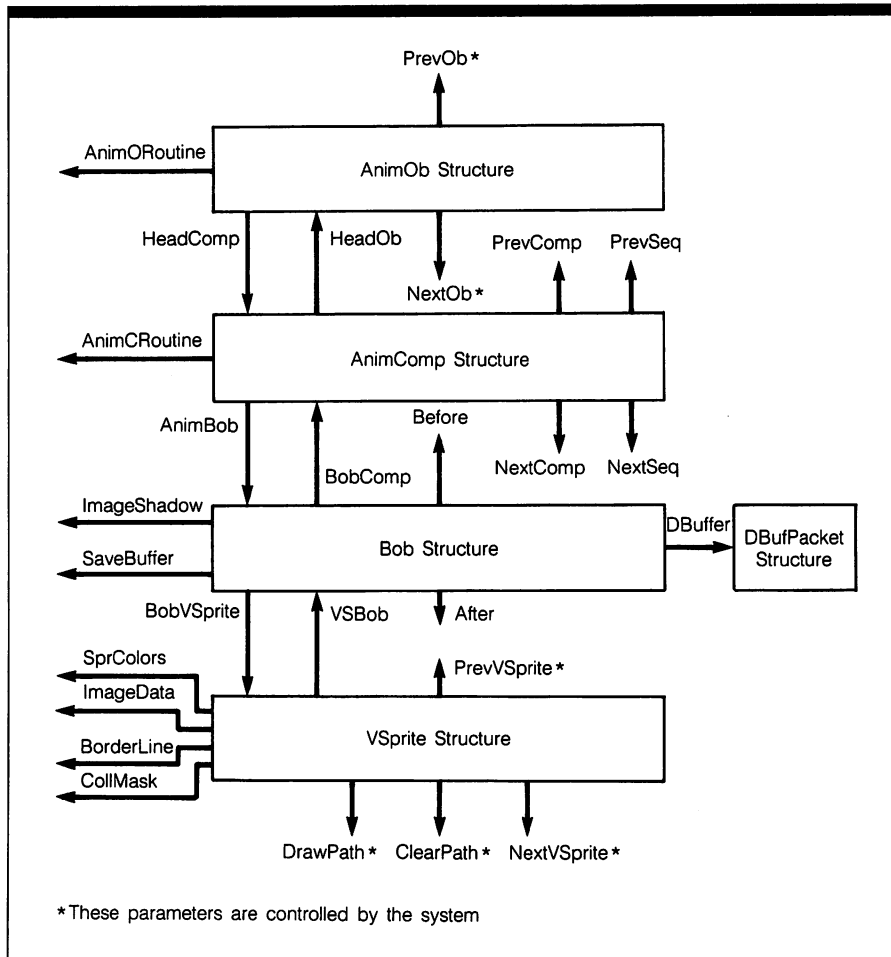 PrevOb*
AnimORoutine
AnimOb Structure
HeadComp
HeadOb
PrevComp
PrevSeq
NextOb*
AnimCRoutine
AnimComp Structure
AnimBob
Before
BobComp
NextComp
NextSeq
ImageShadow
DBuffer
Bob Structure
DBufPacket
Structure
SaveBuffer
BobVSprite
VSBob
After
SprColors
PrevVSprite*
ImageData
VSprite Structure
BorderLine
CollMask
DrawPath*
ClearPath*
NextVSprite*
*These parameters are controlled by the system